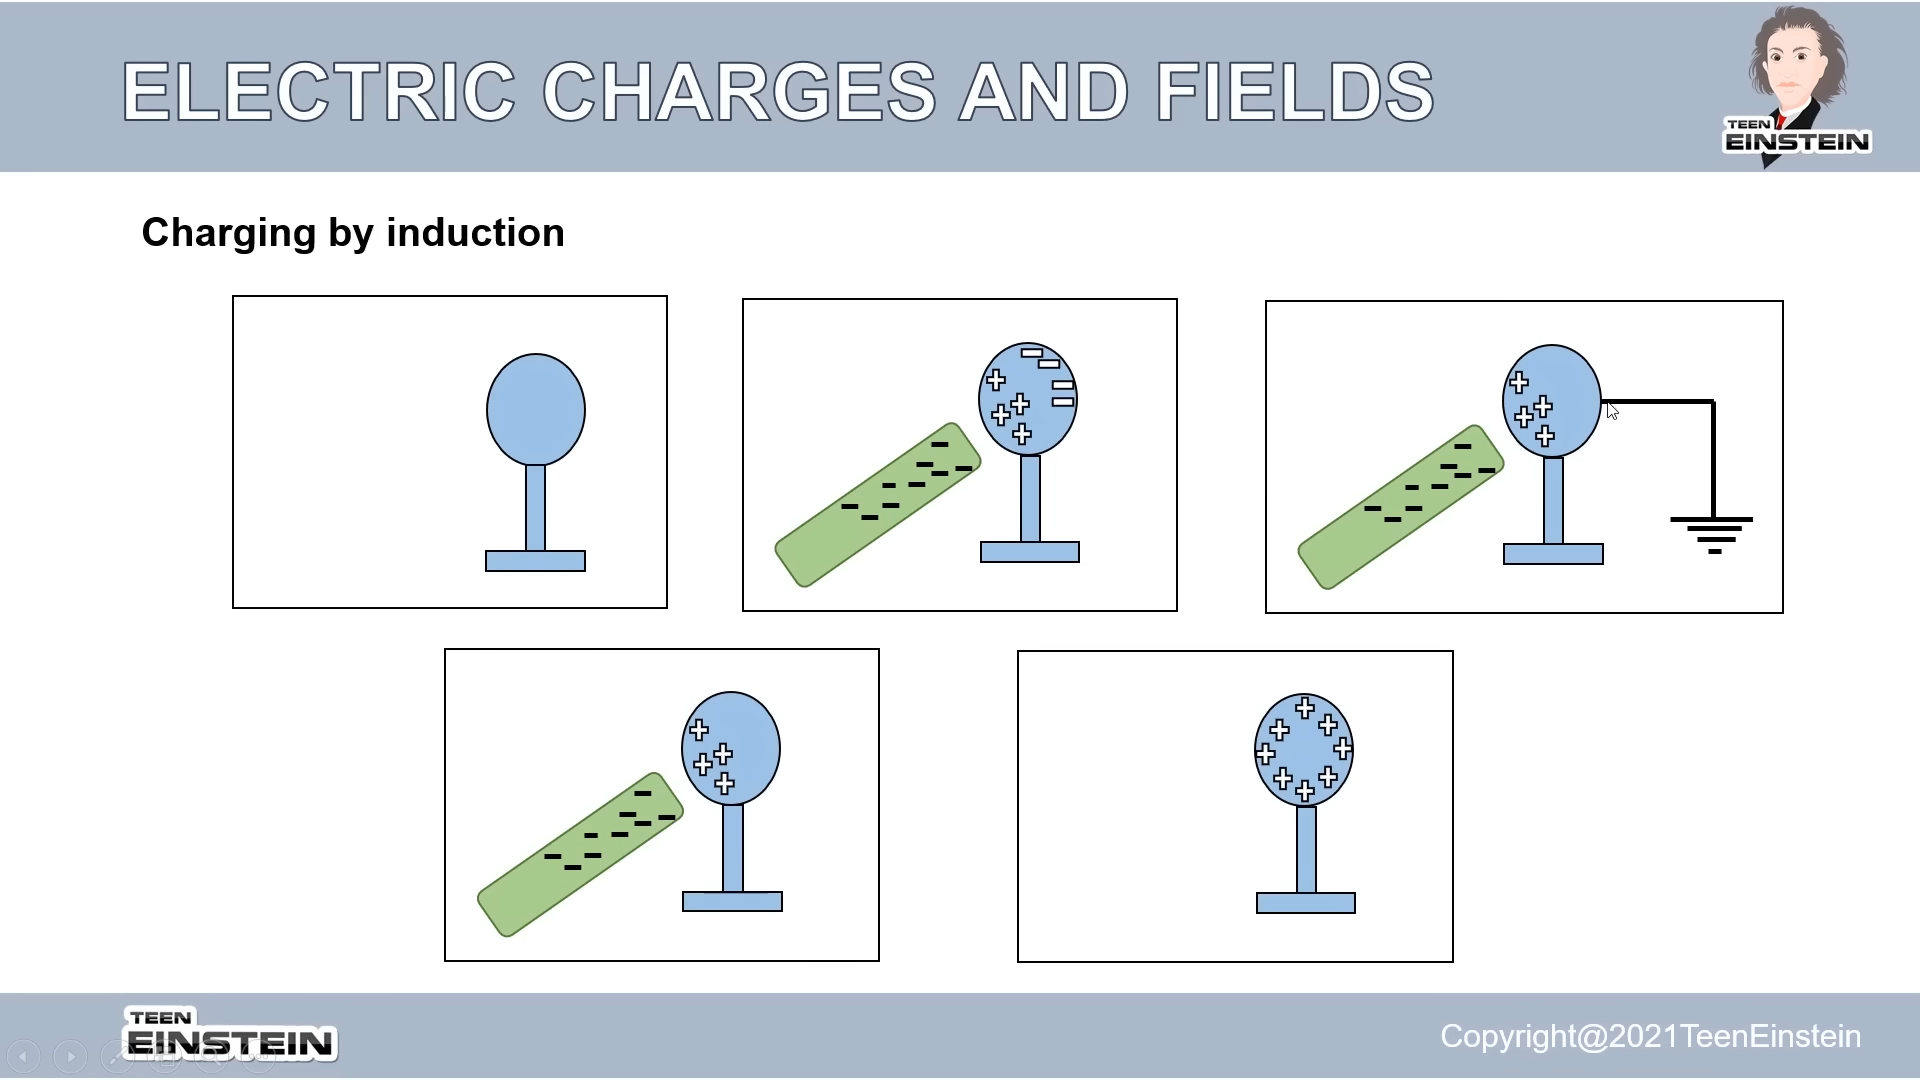 ELECTRIC CHARGES AND FIELDS
TEEN
EINSTEIN
Charging by induction
TEEN
EINSTEIN
Copyright@2021TeenEinstein